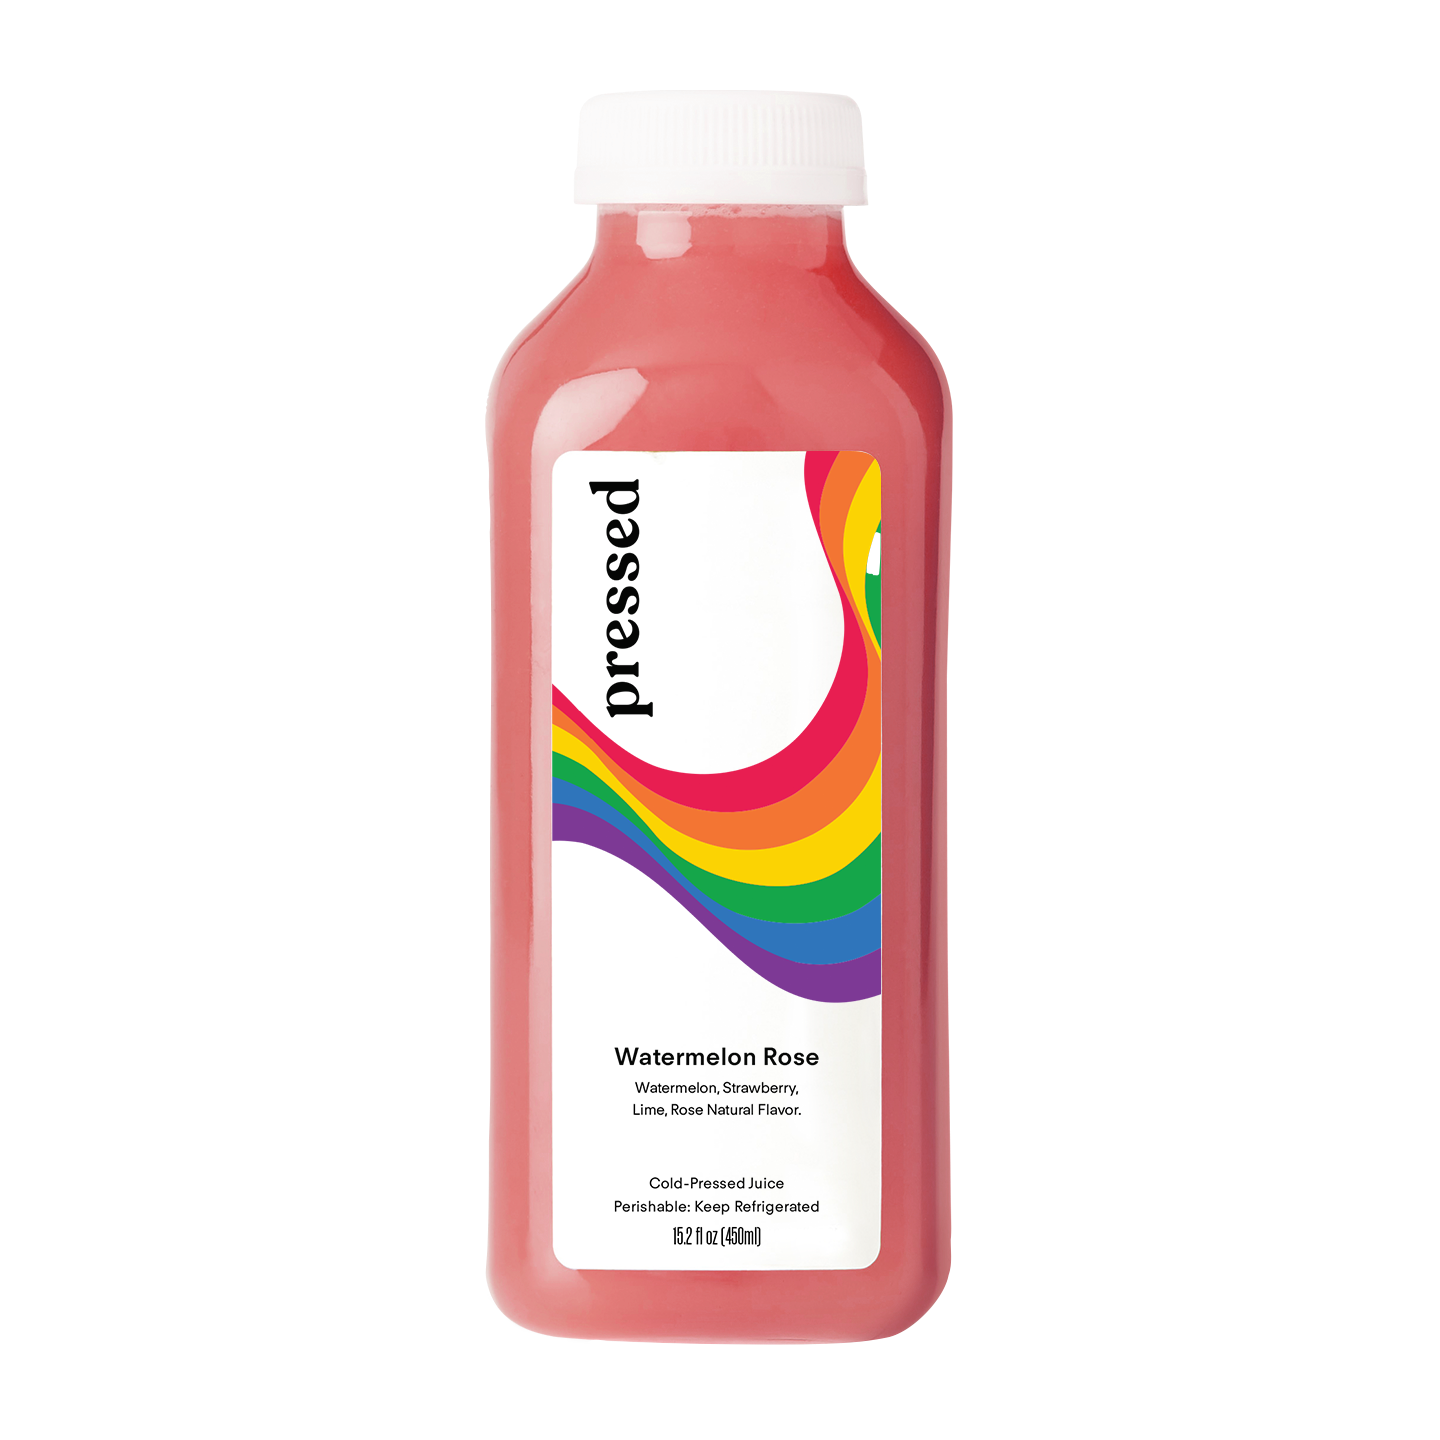 pressed
Watermelon Rose
Watermelon, Strawberry,
Lime, Rose Natural Flavor.
Cold-Pressed Juice
Perishable: Keep Refrigerated
15.2 fl oz (450ml)